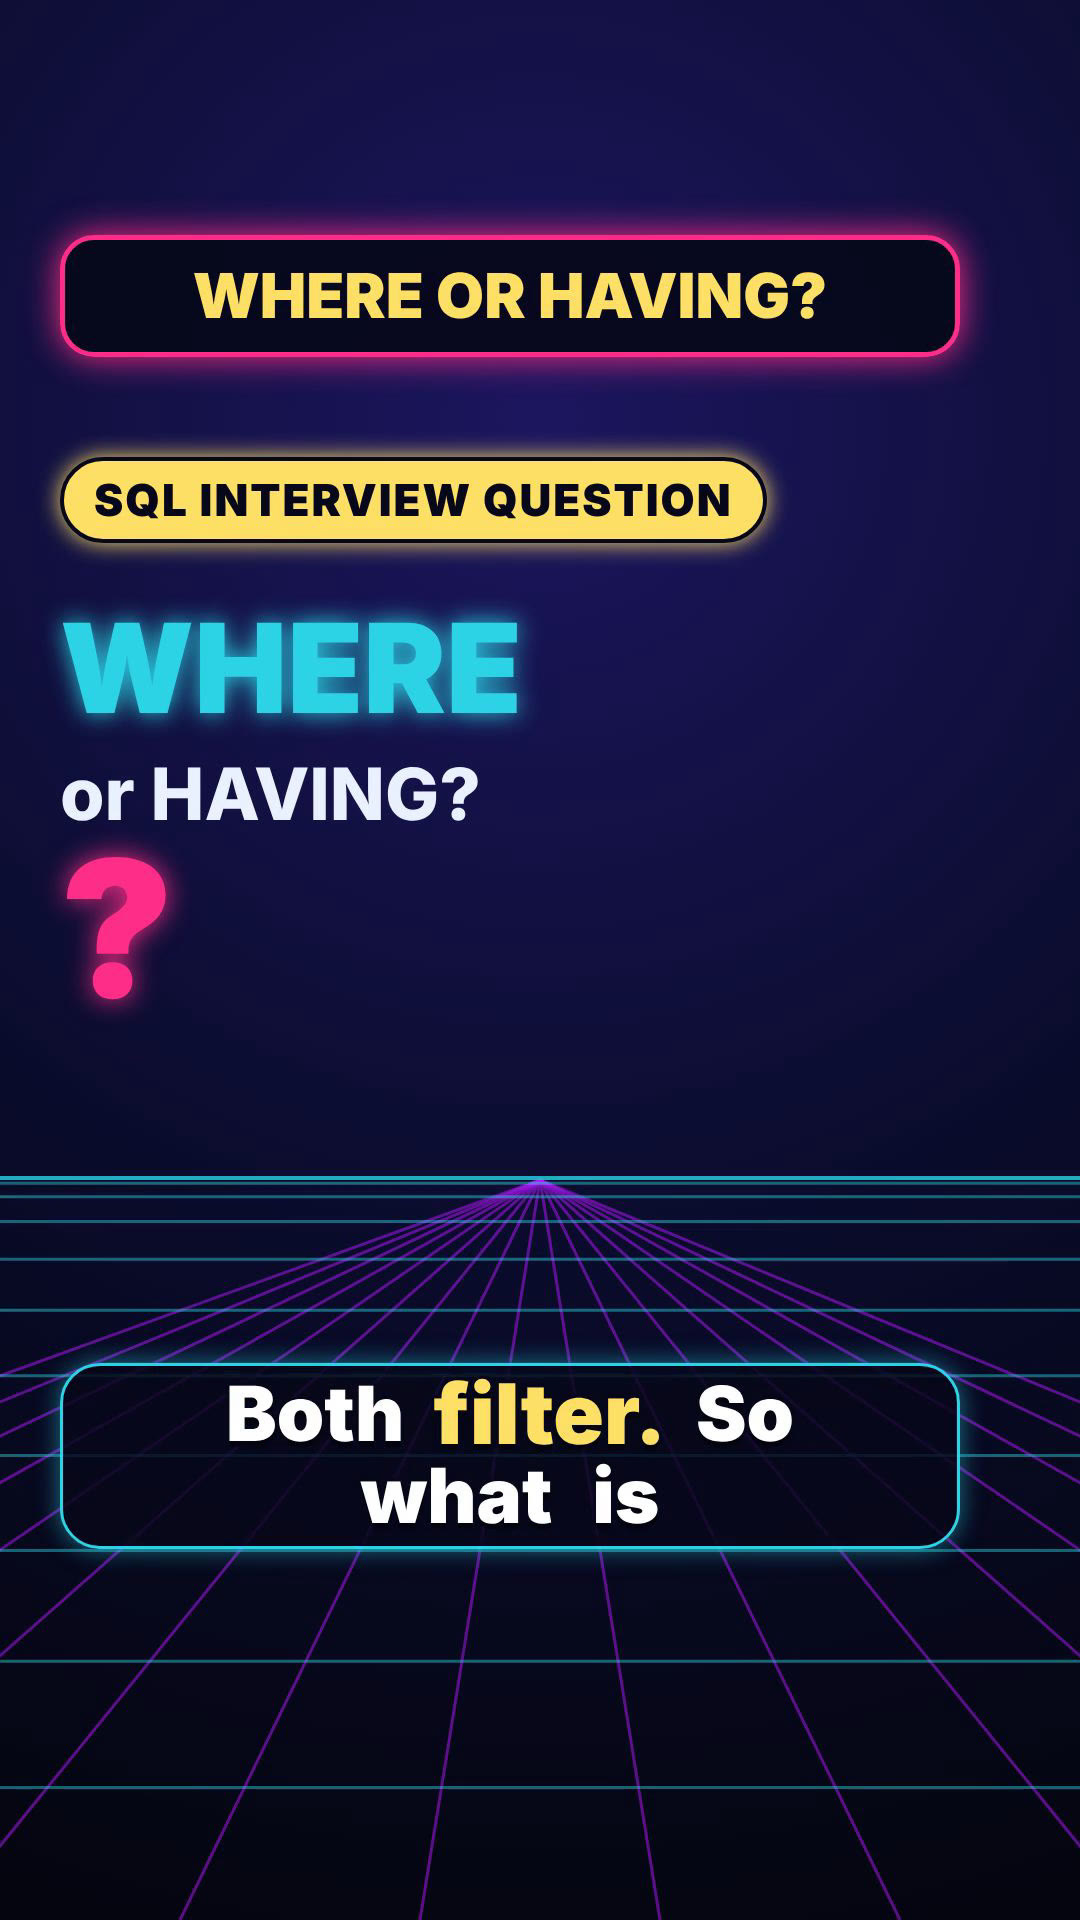 WHERE OR HAVING?
SQL INTERVIEW QUESTION
WHERE
or HAVING?
?
Both filter. So
what is